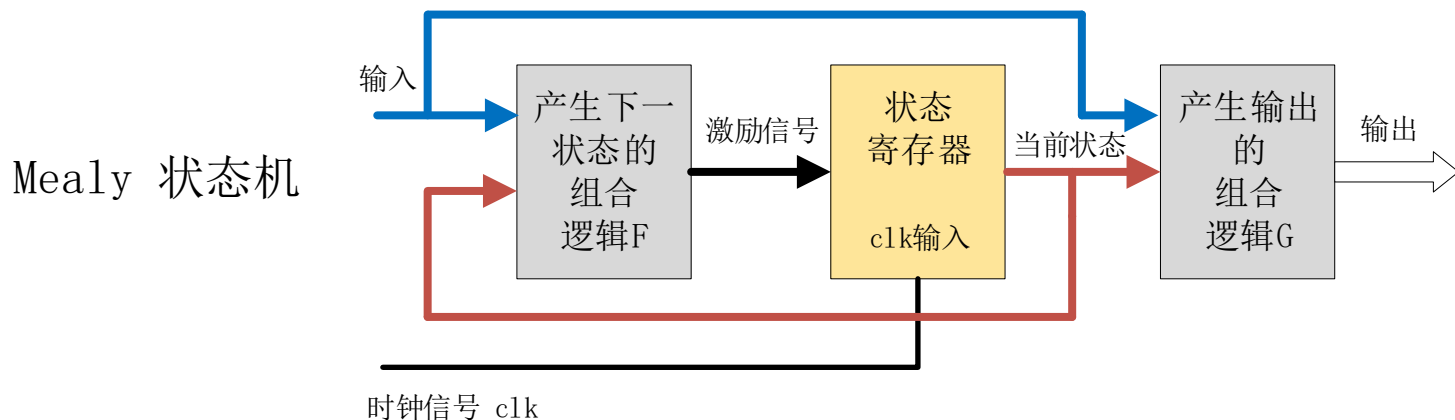 Mealy 状态机
输入
产生下一
状态的
组合
逻辑F
激励信号
状态
寄存器
clk输入
当前状态
产生输出
的
组合
逻辑G
输出
时钟信号 clk